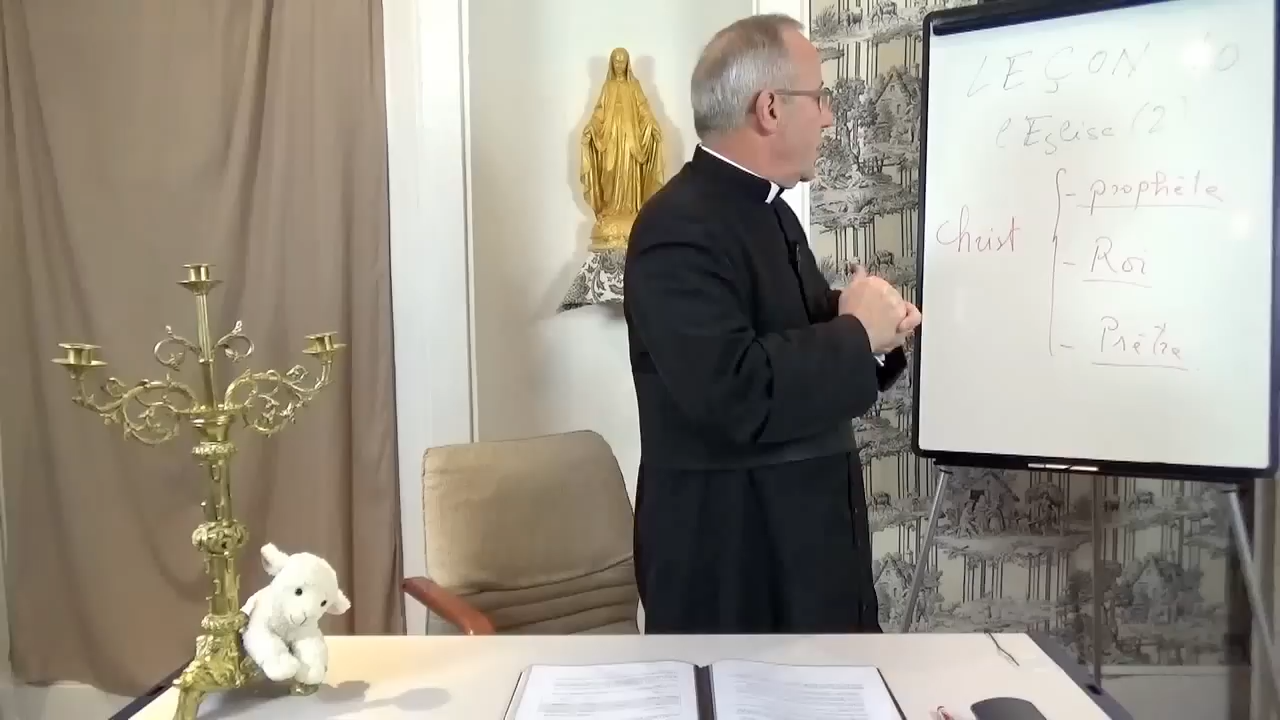 LEÇON
l'Eglise (2)
Christ
- prophète
- Roi
- Prêtre